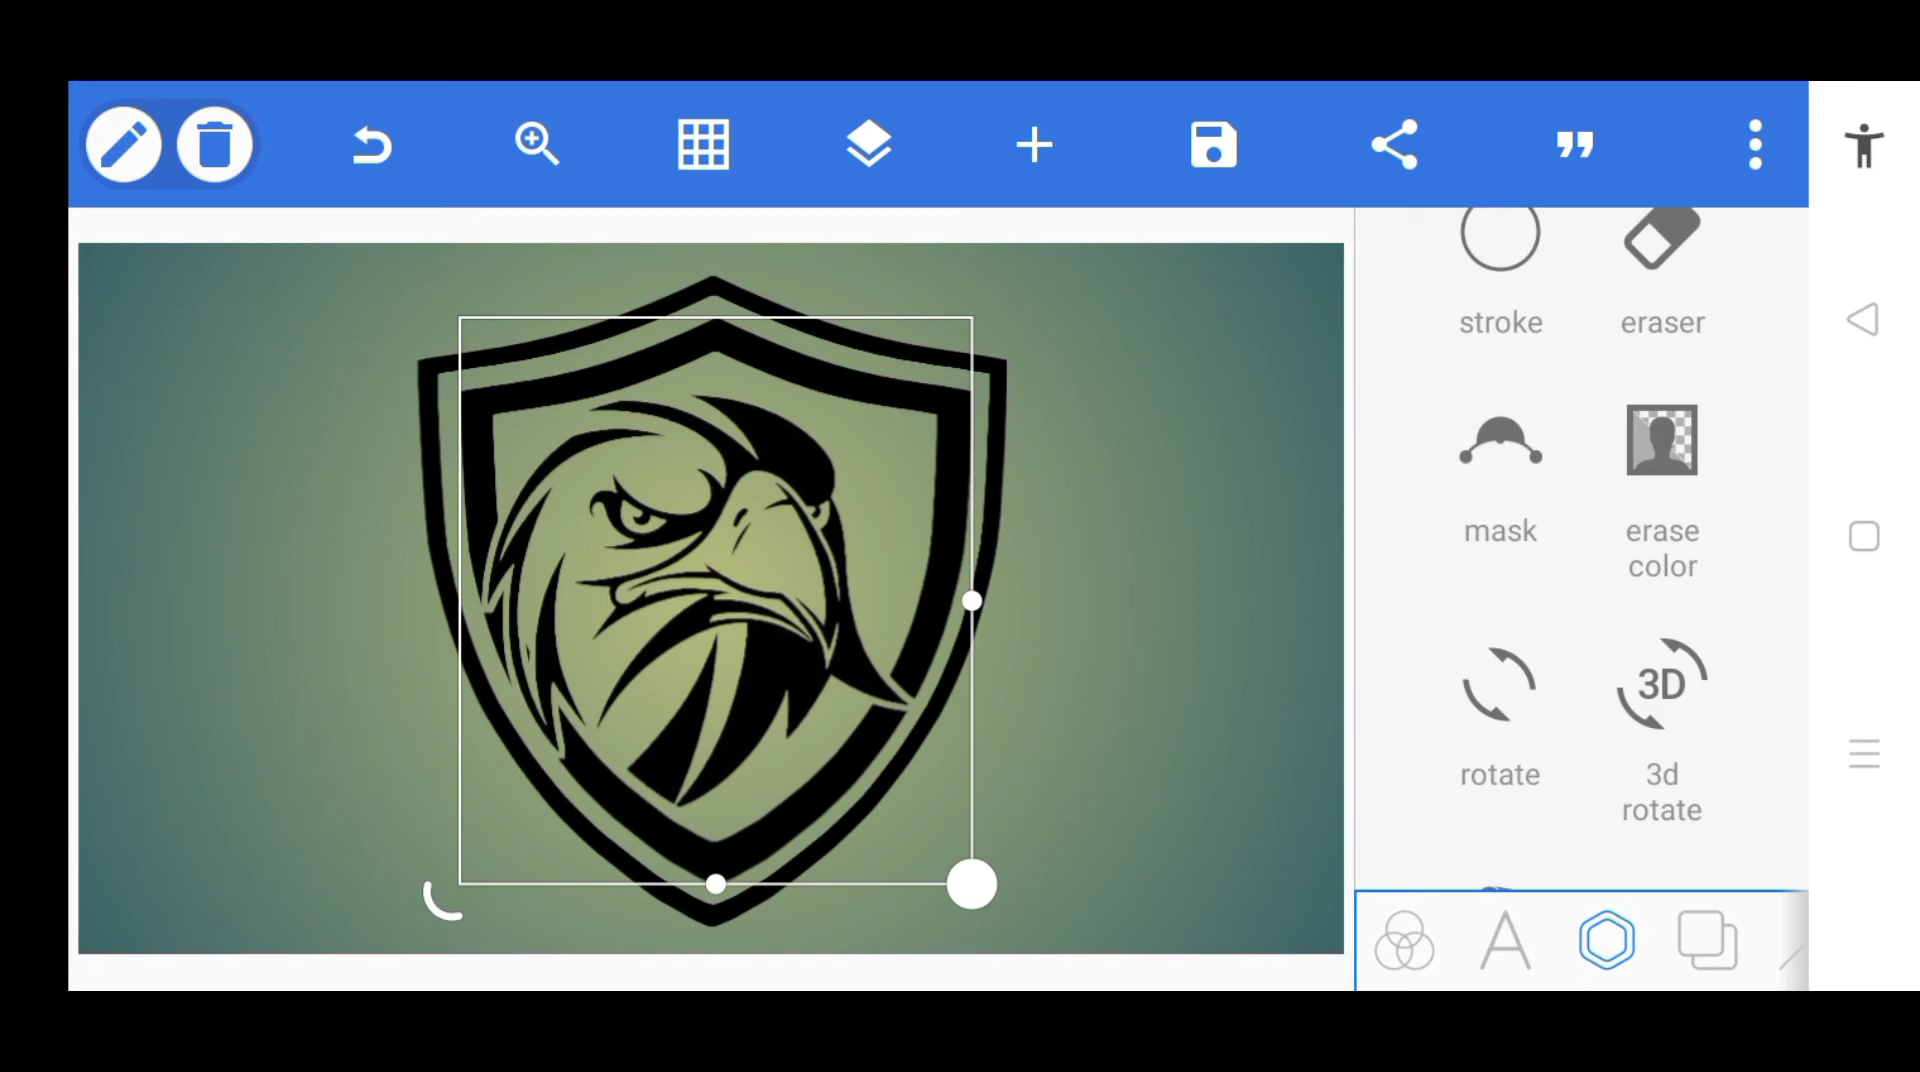 stroke
eraser
mask
erase
color
rotate
3D
3d
rotate
A